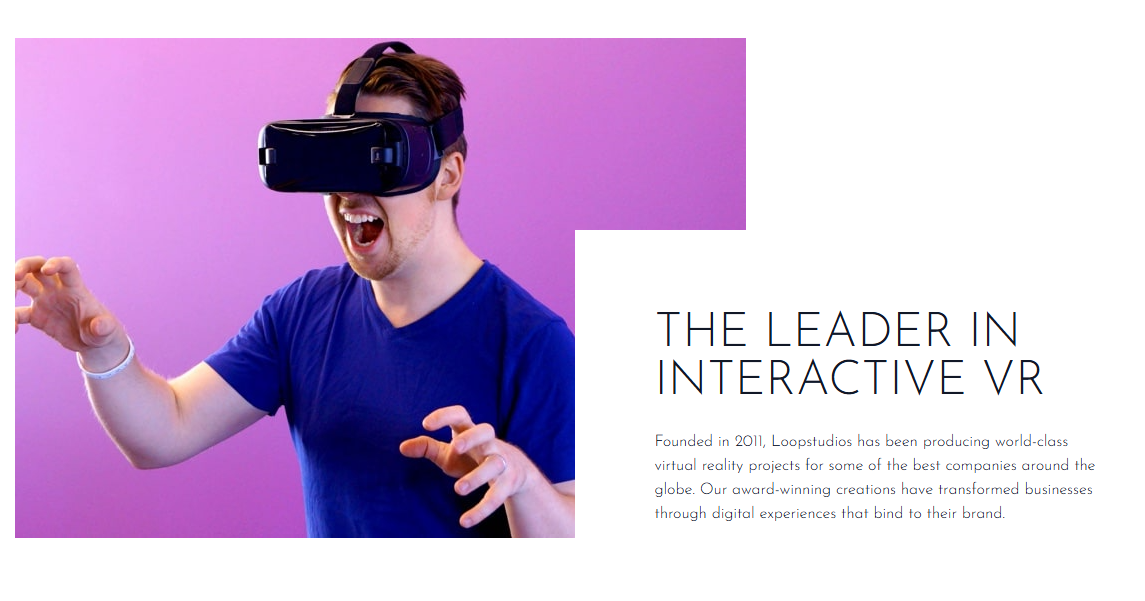 THE LEADER IN
INTERACTIVE VR
Founded in 2011, Loopstudios has been producing world-class
virtual reality projects for some of the best companies around the
globe. Our award-winning creations have transformed businesses
through digital experiences that bind to their brand.